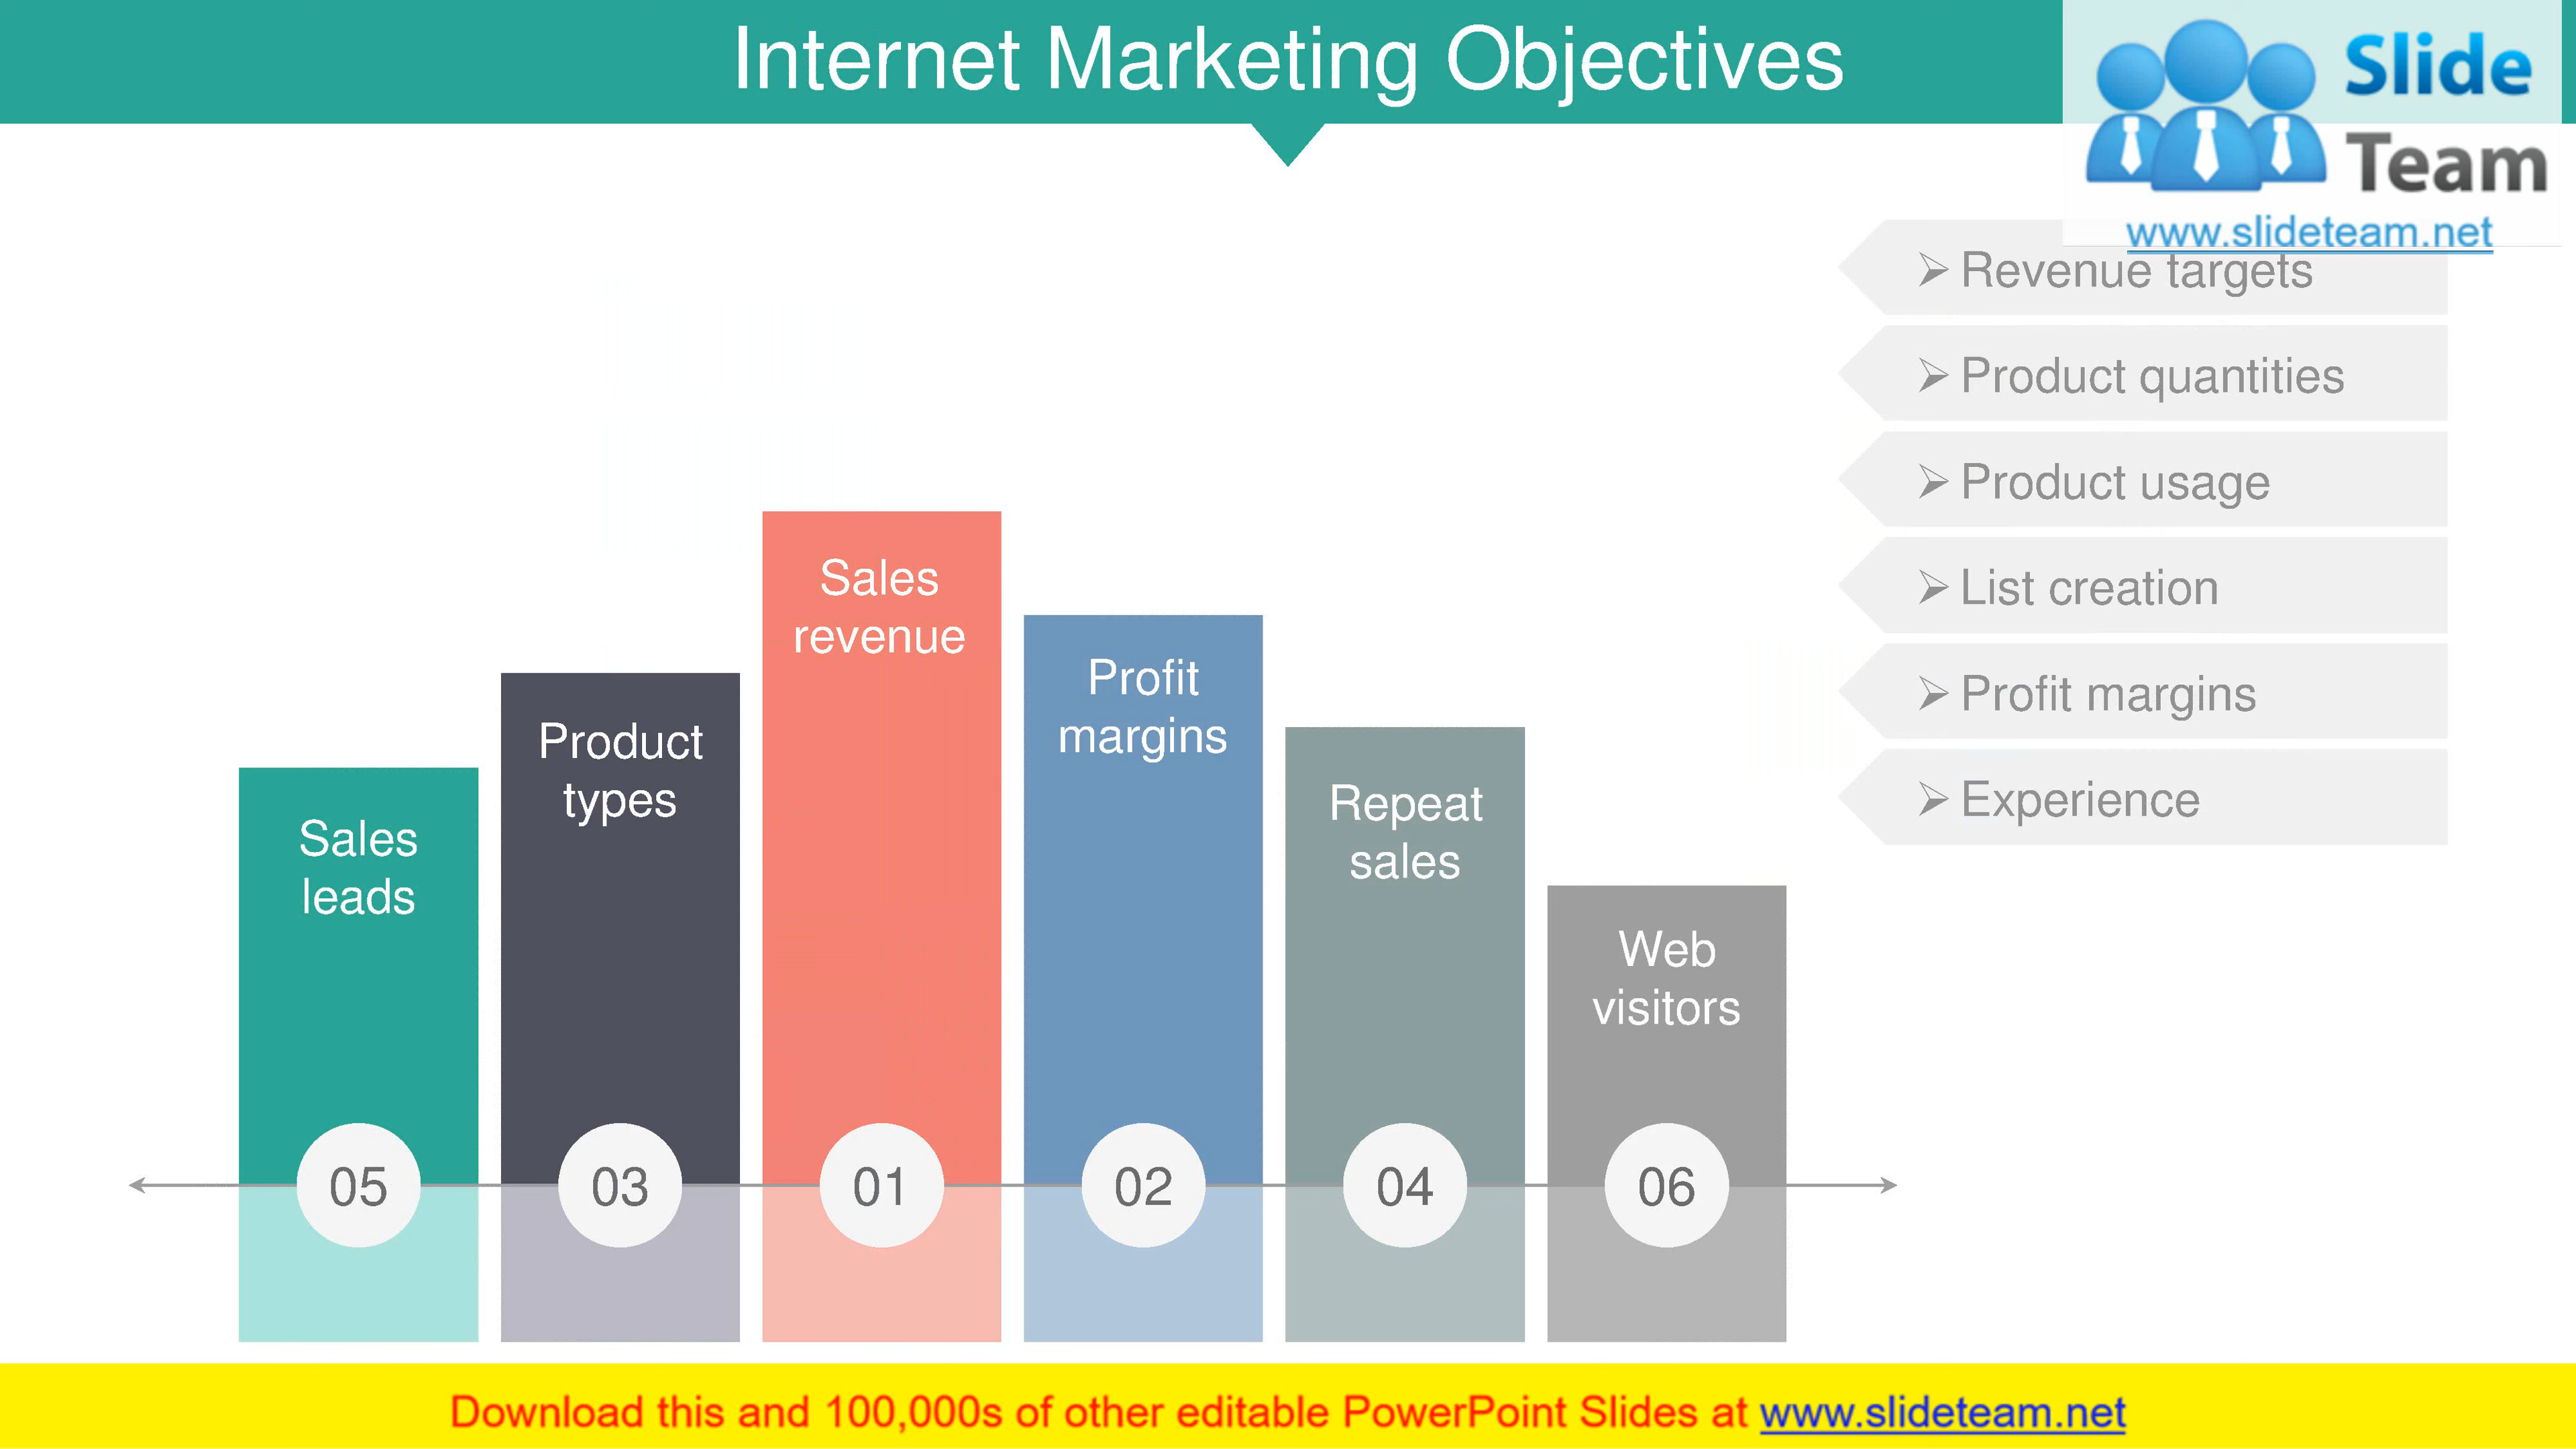 Internet Marketing Objectives
Slide
Team
www.slideteam.net
➢ Revenue targets
➢ Product quantities
➢ Product usage
➢ List creation
➢ Profit margins
➢ Experience
Sales
leads
Product
types
Sales
revenue
Profit
margins
Repeat
sales
Web
visitors
05
03
01
02
04
06
Download this and 100,000s of other editable PowerPoint Slides at www.slideteam.net